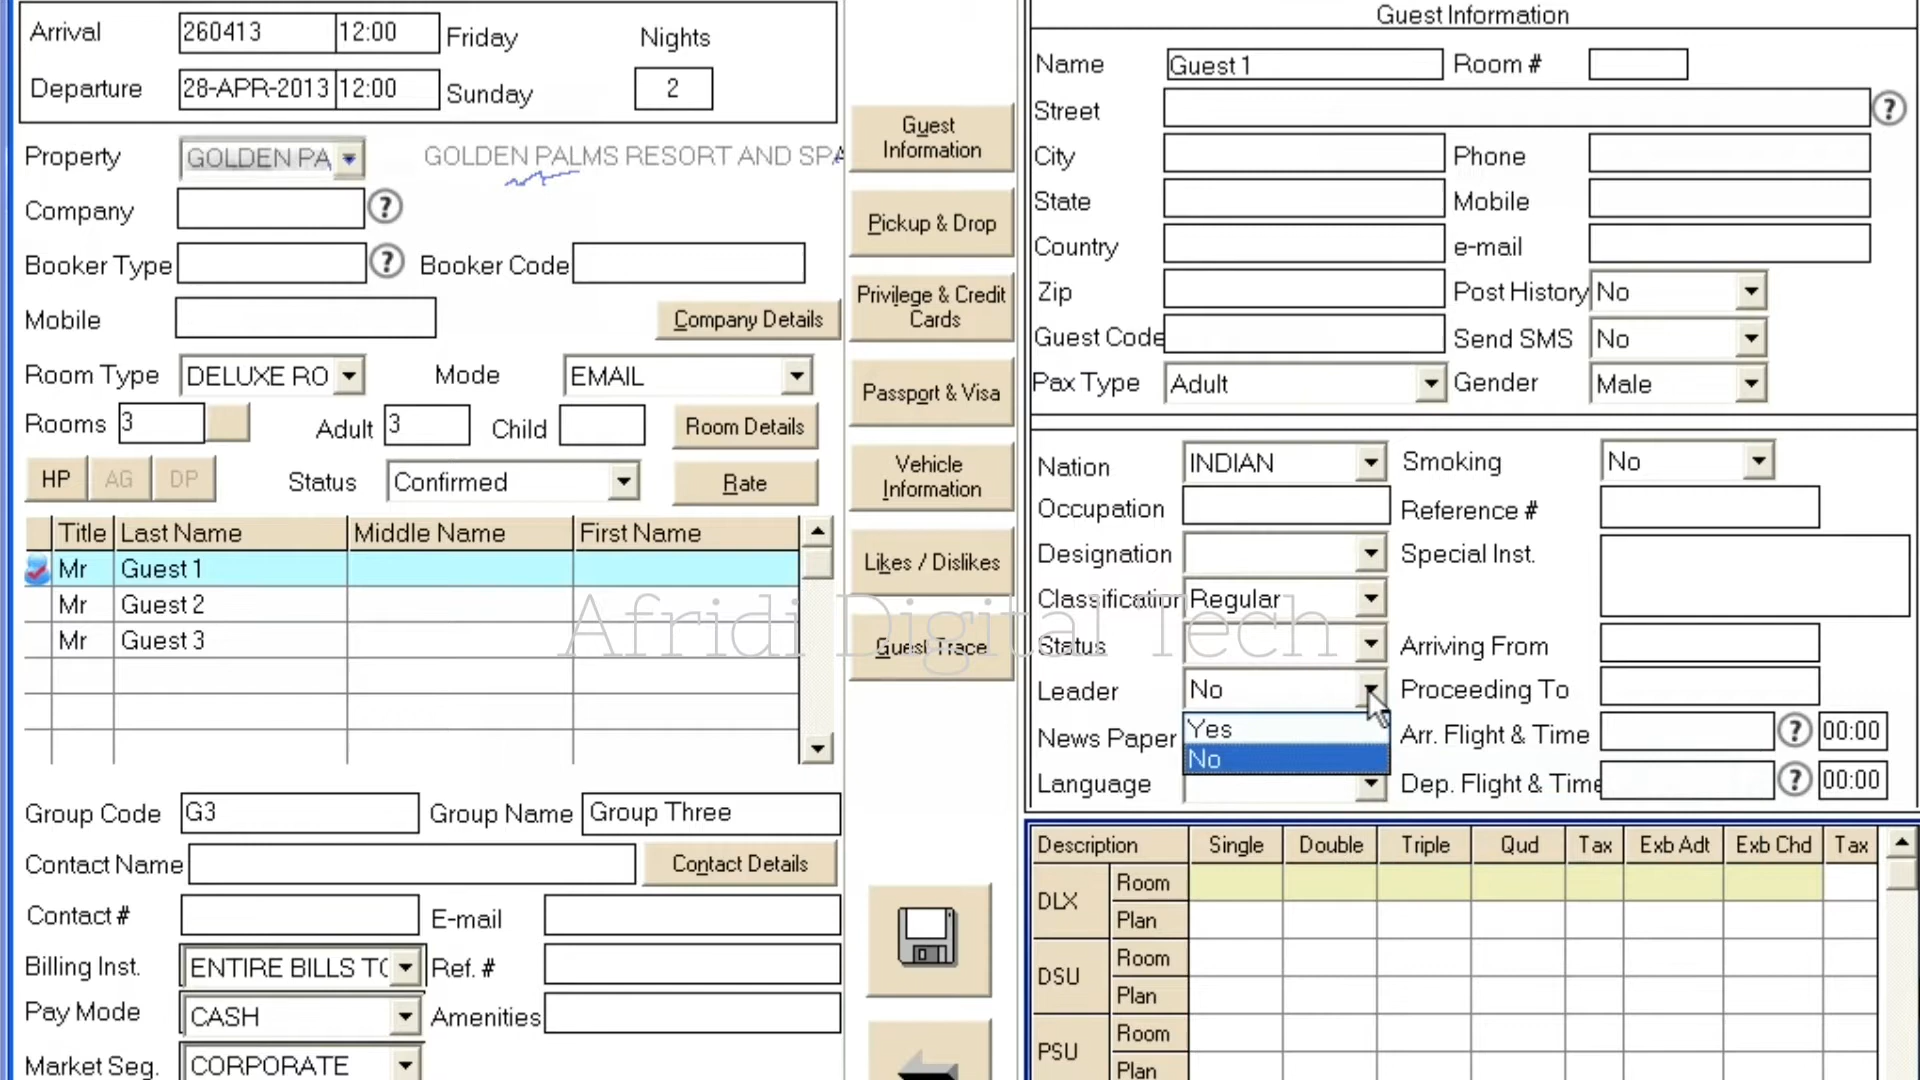 Arrival 260413 12:00 Friday Nights
Departure 28-APR-2013 12:00 Sunday 2
Property GOLDEN PA GOLDEN PALMS RESORT AND SPA
Company ?
Booker Type ? Booker Code
Mobile Company Details
Room Type DELUXE RO Mode EMAIL
Rooms 3 Adult 3 Child Room Details
HP AG DP Status Confirmed Rate
Title Last Name Middle Name First Name
Mr Guest 1
Mr Guest 2
Mr Guest 3
Group Code G3 Group Name Group Three
Contact Name Contact Details
Contact # E-mail
Billing Inst. ENTIRE BILLS TO Ref. #
Pay Mode CASH Amenities
Market Seg. CORPORATE
Guest
Information
Pickup & Drop
Privilege & Credit
Cards
Passport & Visa
Vehicle
Information
Likes / Dislikes
Guest Trace
Afridi Digital Tech
Guest Information
Name Guest 1 Room #
Street ?
City Phone
State Mobile
Country e-mail
Zip Post History No
Guest Code Send SMS No
Pax Type Adult Gender Male
Nation INDIAN Smoking No
Occupation Reference #
Designation Special Inst.
Classification Regular
Status Arriving From
Leader No Proceeding To
Yes
News Paper Arr. Flight & Time ? 00:00
No
Language Dep. Flight & Time ? 00:00
Description Single Double Triple Qud Tax Exb Adt Exb Chd Tax
DLX Room
Plan
DSU Room
Plan
PSU Room
Plan